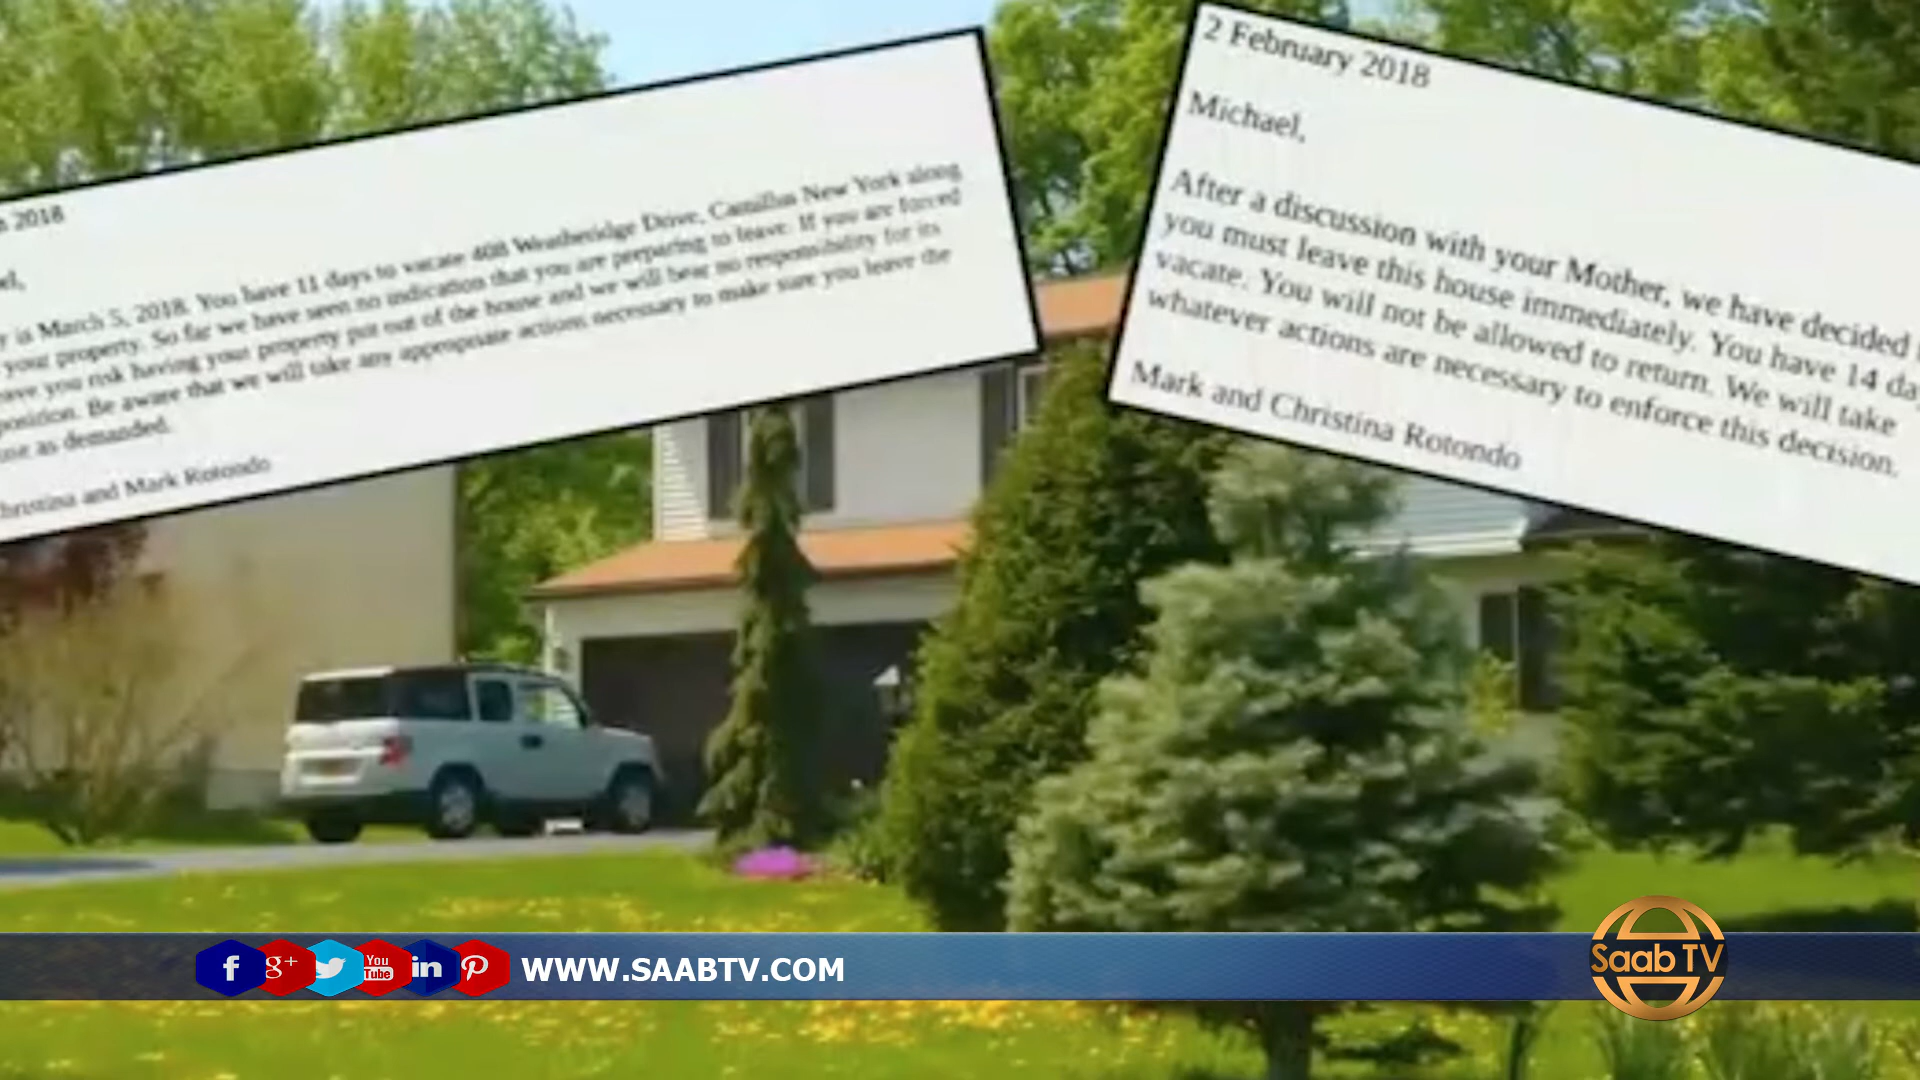 2018
r is March 5, 2018. You have 11 days to vacate 408 Weatheridge Drive, Camillus New York along
your property. So far we have seen no indication that you are preparing to leave. If you are forced
eave you risk having your property put out of the house and we will bear no responsibility for its
position. Be aware that we will take any appropriate actions necessary to make sure you leave the
as demanded.
hristina and Mark Rotondo
2 February 2018
Michael,
After a discussion with your Mother, we have decided
you must leave this house immediately. You have 14 da
vacate. You will not be allowed to return. We will take
whatever actions are necessary to enforce this decision.
Mark and Christina Rotondo
f g+ You Tube in WWW.SAABTV.COM
Saab TV